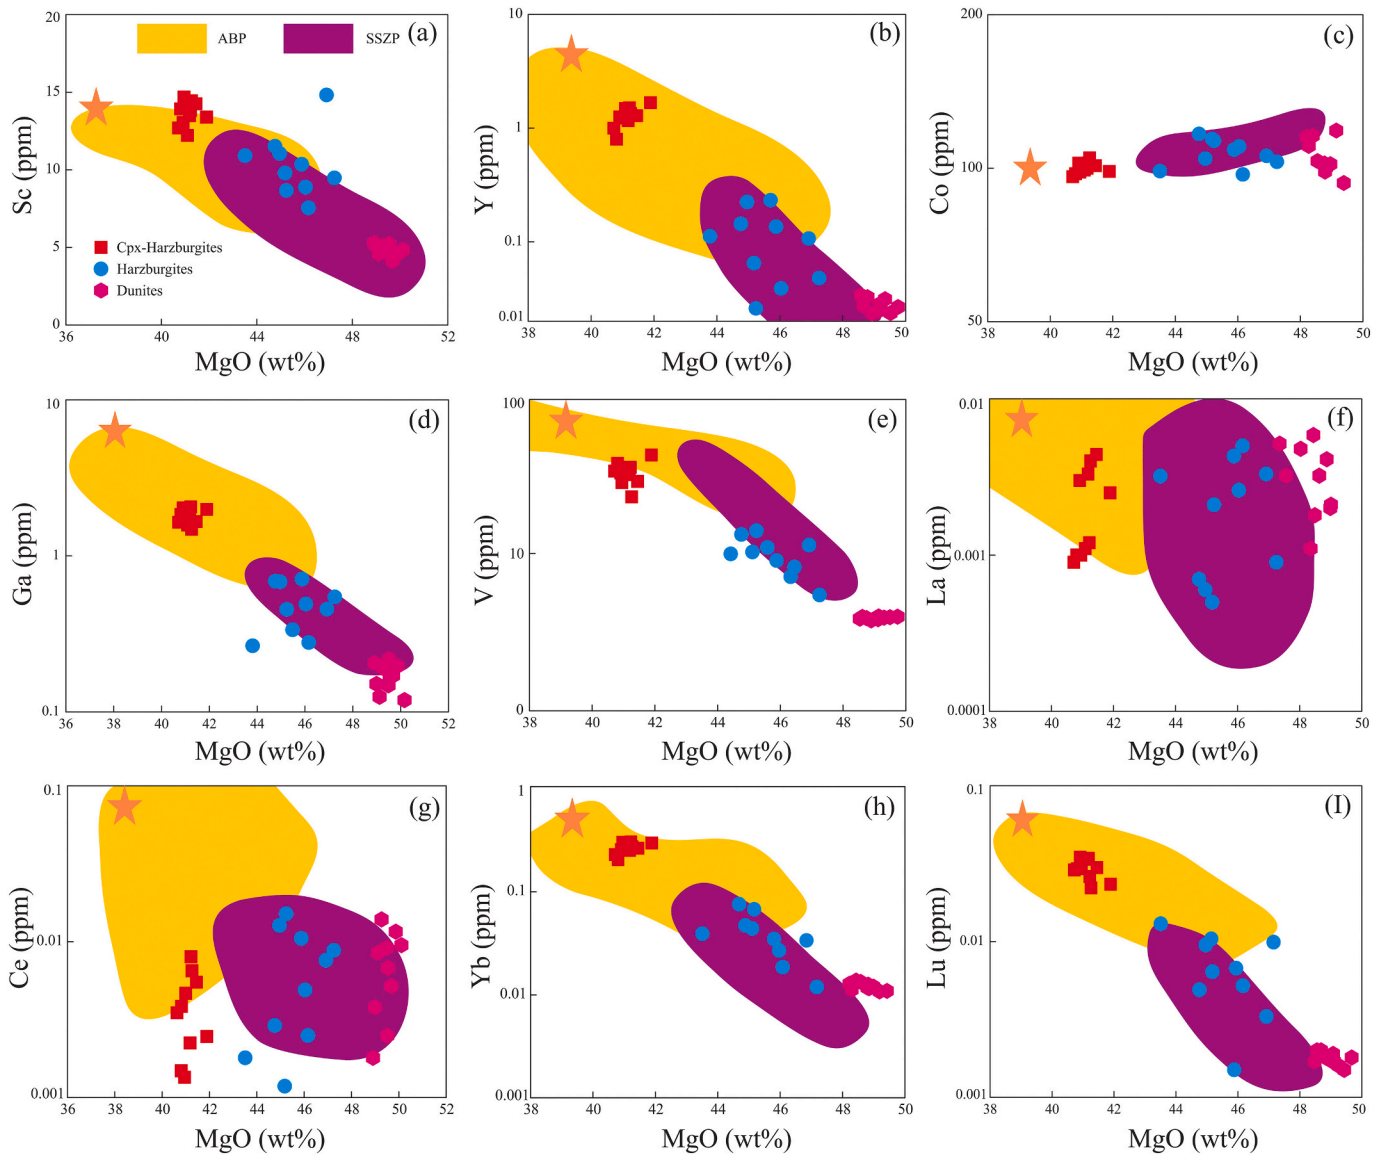 ABP
SSZP
(a)
20
15
10
5
0
Sc (ppm)
Cpx-Harzburgites
Harzburgites
Dunites
36 40 44 48 52
MgO (wt%)
(b)
10
1
0.1
0.01
Y (ppm)
38 40 42 44 46 48 50
MgO (wt%)
(c)
200
100
50
Co (ppm)
38 40 42 44 46 48 50
MgO (wt%)
(d)
10
1
0.1
Ga (ppm)
36 38 40 42 44 46 48 50 52
MgO (wt%)
(e)
100
10
0
V (ppm)
38 40 42 44 46 48 50
MgO (wt%)
(f)
0.01
0.001
0.0001
La (ppm)
38 40 42 44 46 48 50
MgO (wt%)
(g)
0.1
0.01
0.001
Ce (ppm)
36 38 40 42 44 46 48 50 52
MgO (wt%)
(h)
1
0.1
0.01
0.001
Yb (ppm)
38 40 42 44 46 48 50
MgO (wt%)
(I)
0.1
0.01
0.001
Lu (ppm)
38 40 42 44 46 48 50
MgO (wt%)